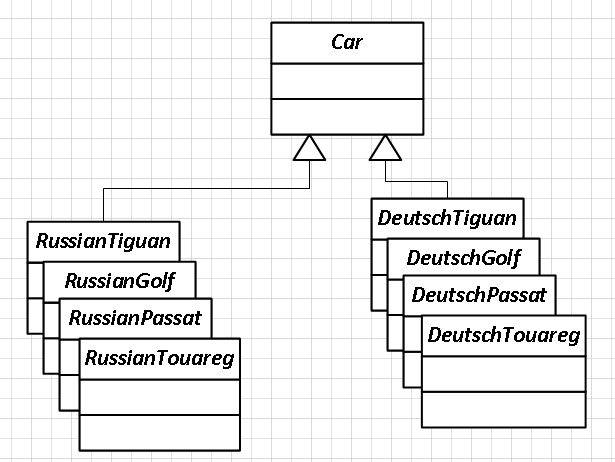 Car
RussianTiguan
RussianGolf
RussianPassat
RussianTouareg
DeutschTiguan
DeutschGolf
DeutschPassat
DeutschTouareg